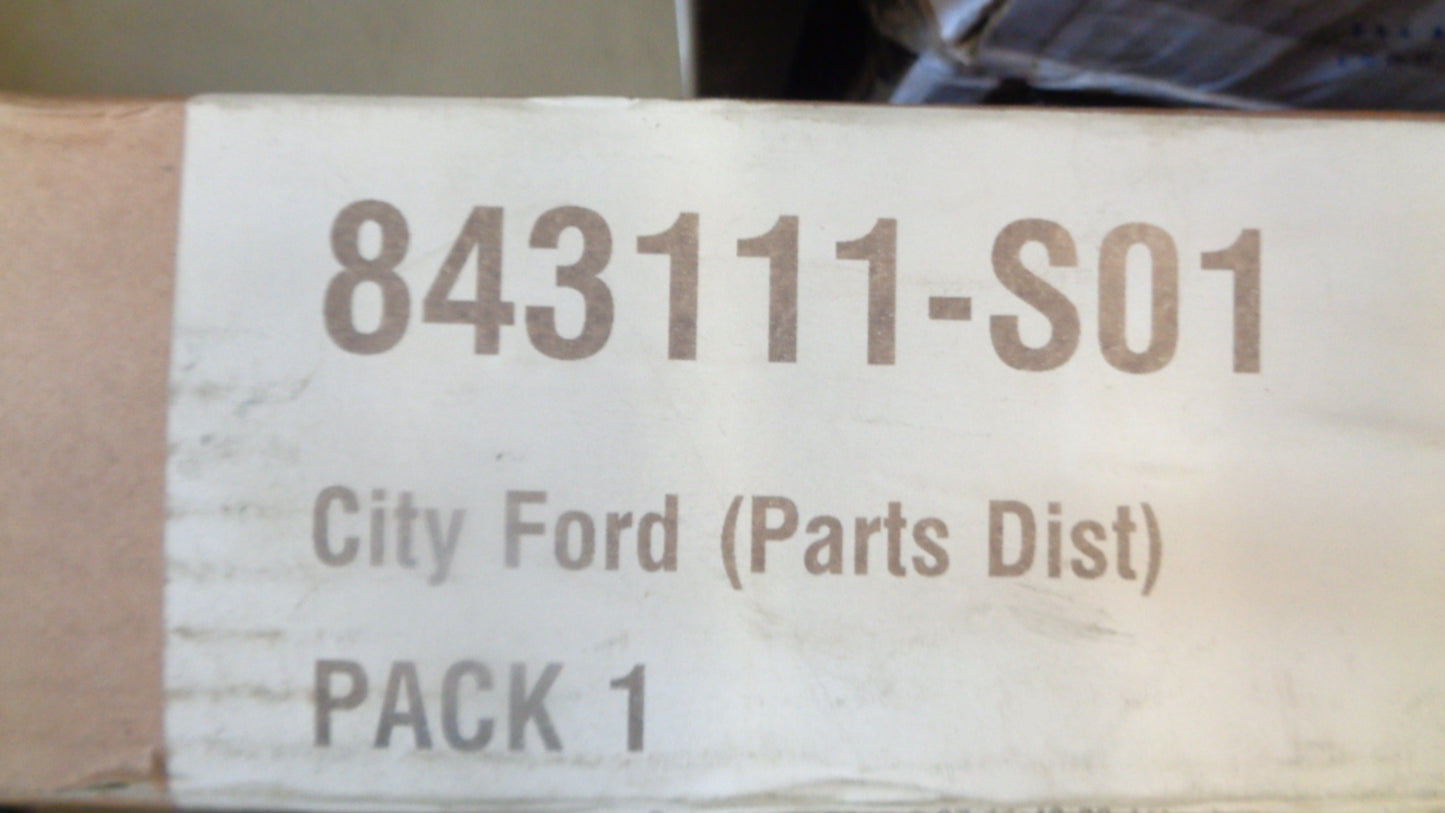 843111-S01
City Ford (Parts Dist)
PACK 1